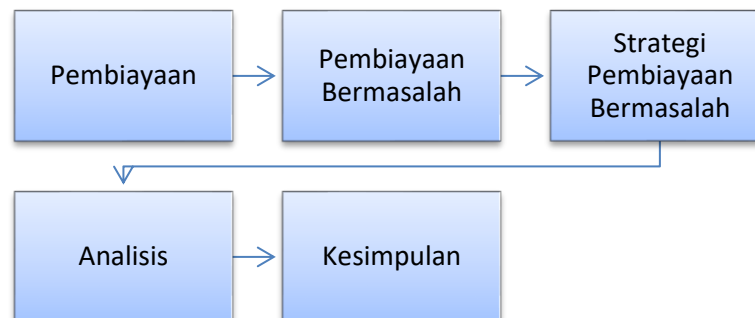 Pembiayaan
Pembiayaan
Bermasalah
Strategi
Pembiayaan
Bermasalah
Analisis
Kesimpulan